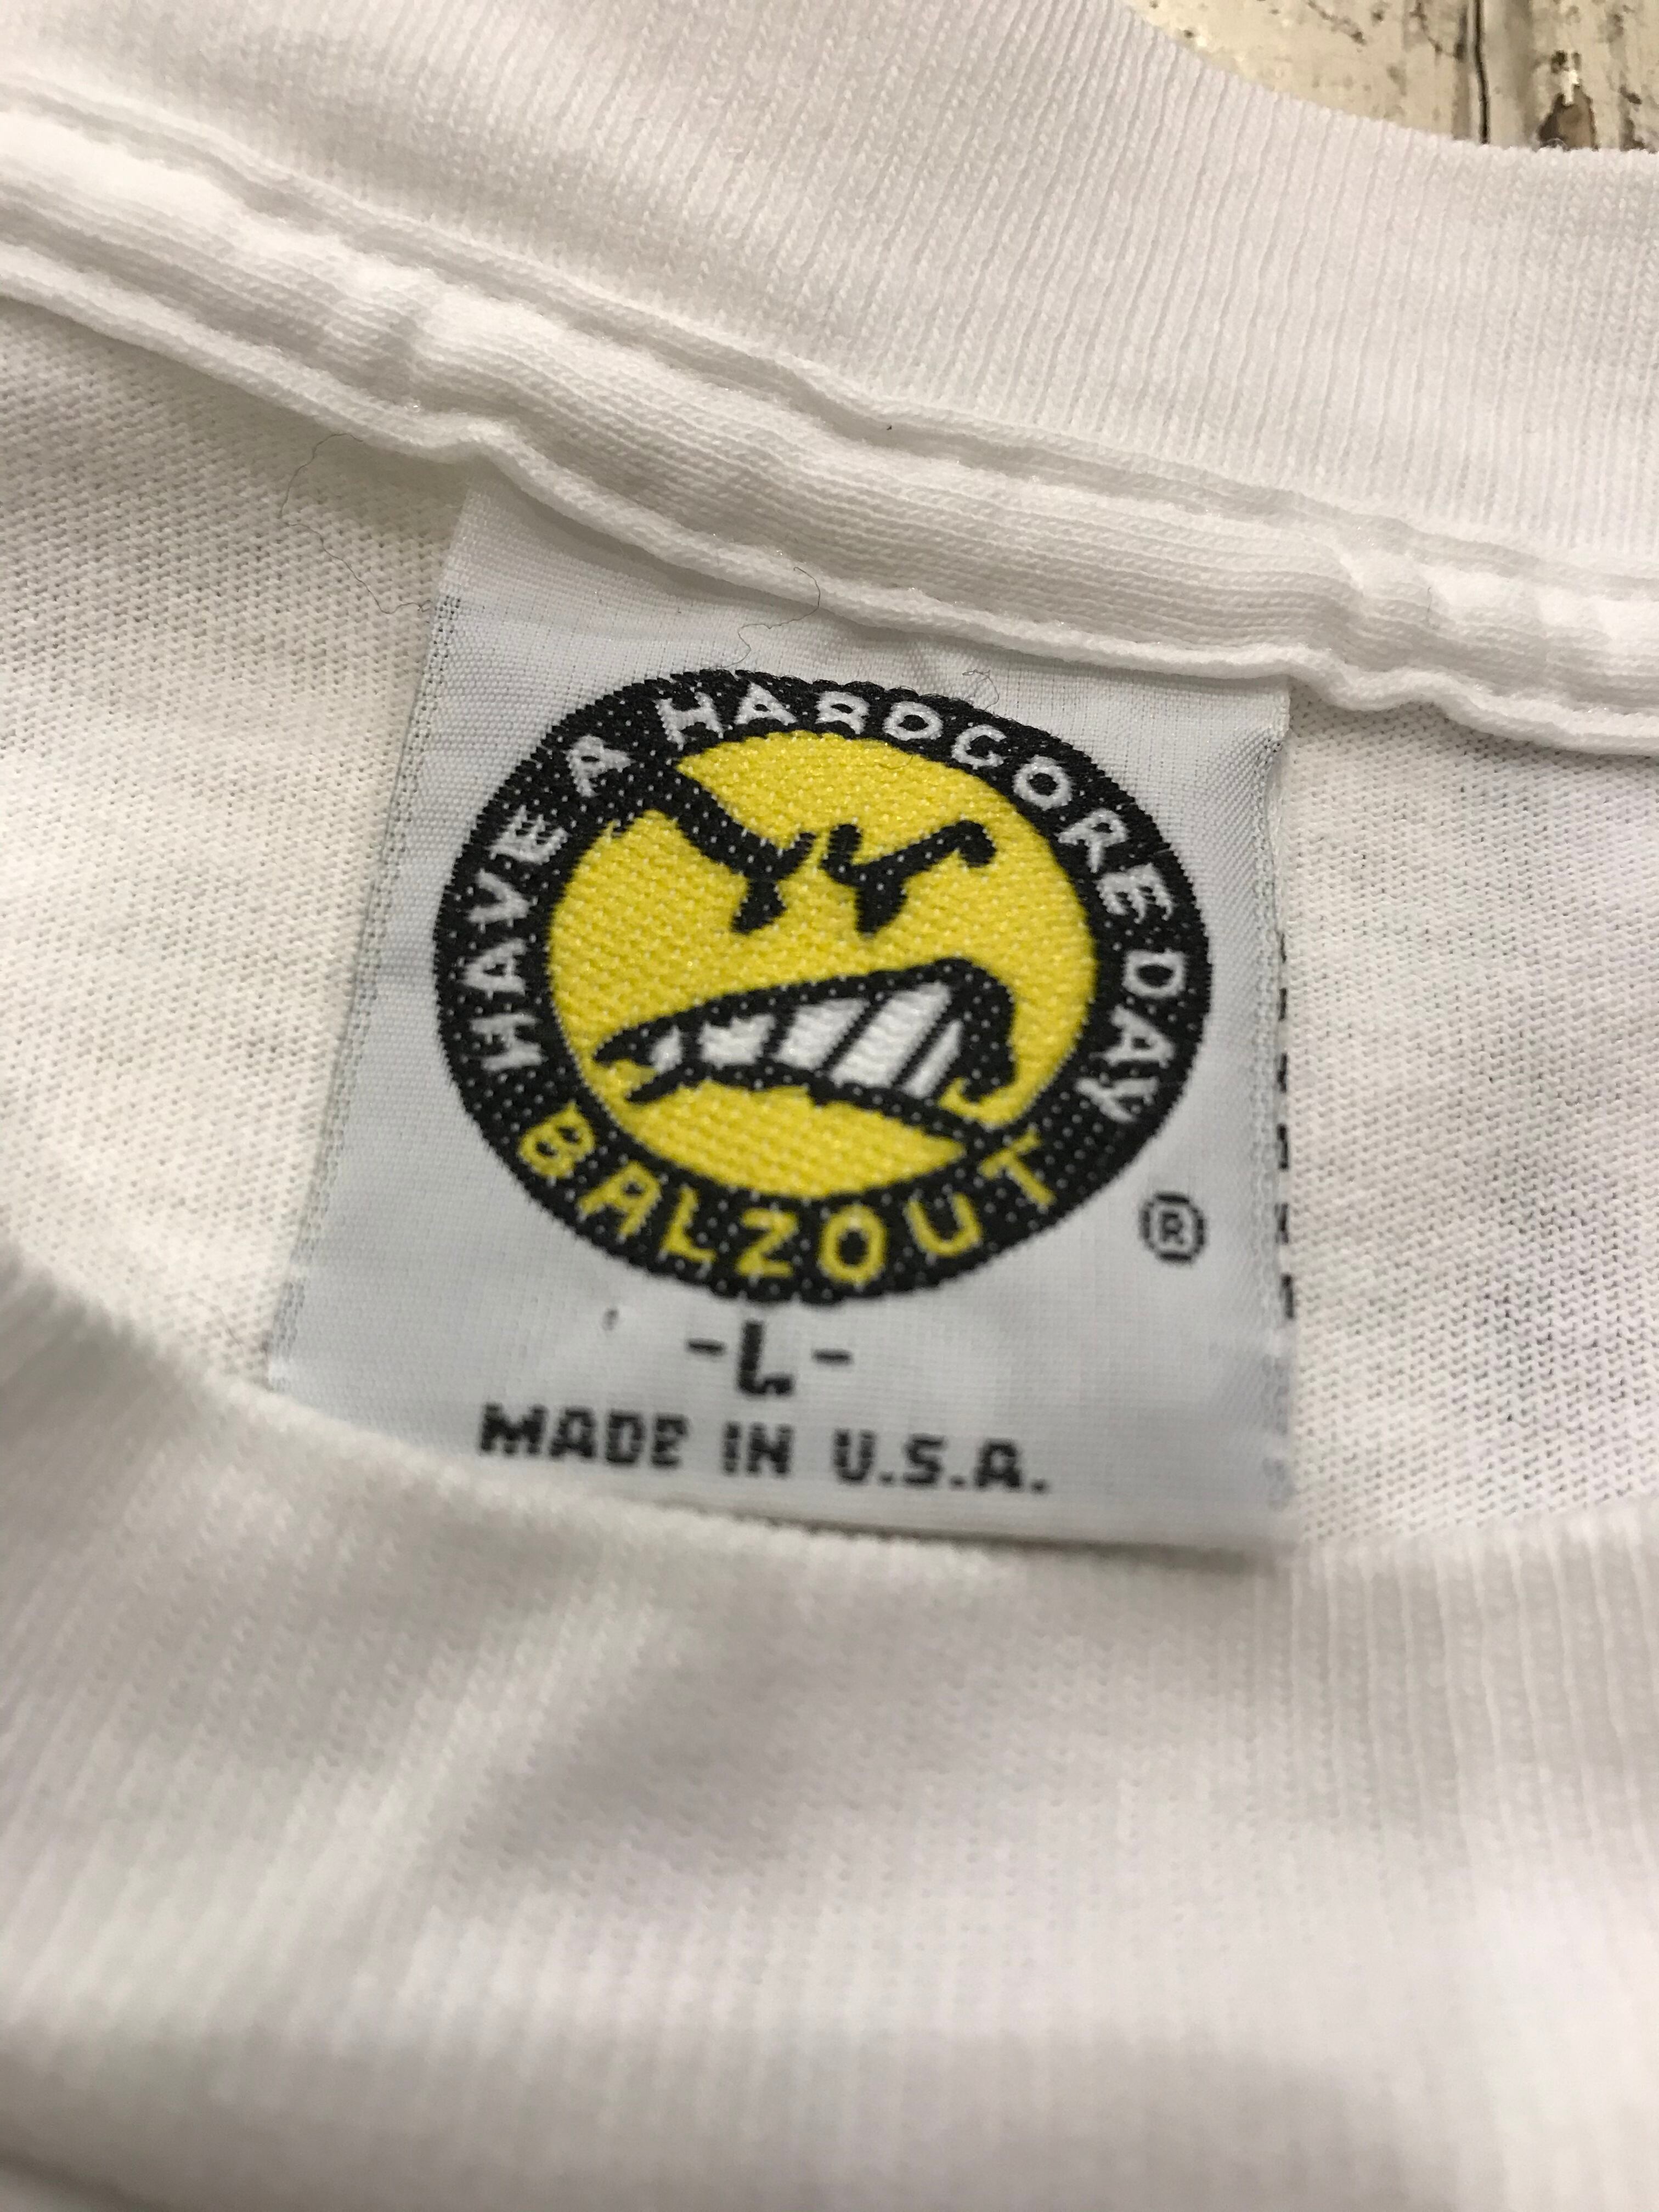 HAVE A HARDCORE DAY
BALZOUT
®
-L-
MADE IN U.S.A.